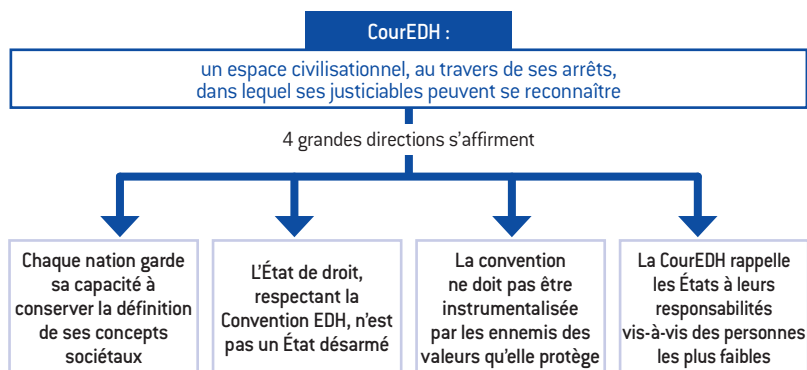 CourEDH :
un espace civilisationnel, au travers de ses arrêts,
dans lequel ses justiciables peuvent se reconnaître
4 grandes directions s’affirment
Chaque nation garde
sa capacité à
conserver la définition
de ses concepts
sociétaux
L’État de droit,
respectant la
Convention EDH, n’est
pas un État désarmé
La convention
ne doit pas être
instrumentalisée
par les ennemis des
valeurs qu’elle protège
La CourEDH rappelle
les États à leurs
responsabilités
vis-à-vis des personnes
les plus faibles